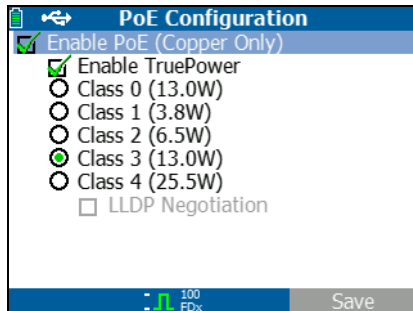 PoE Configuration
Enable PoE (Copper Only)
Enable TruePower
Class 0 (13.0W)
Class 1 (3.8W)
Class 2 (6.5W)
Class 3 (13.0W)
Class 4 (25.5W)
LLDP Negotiation
100
FDx
Save